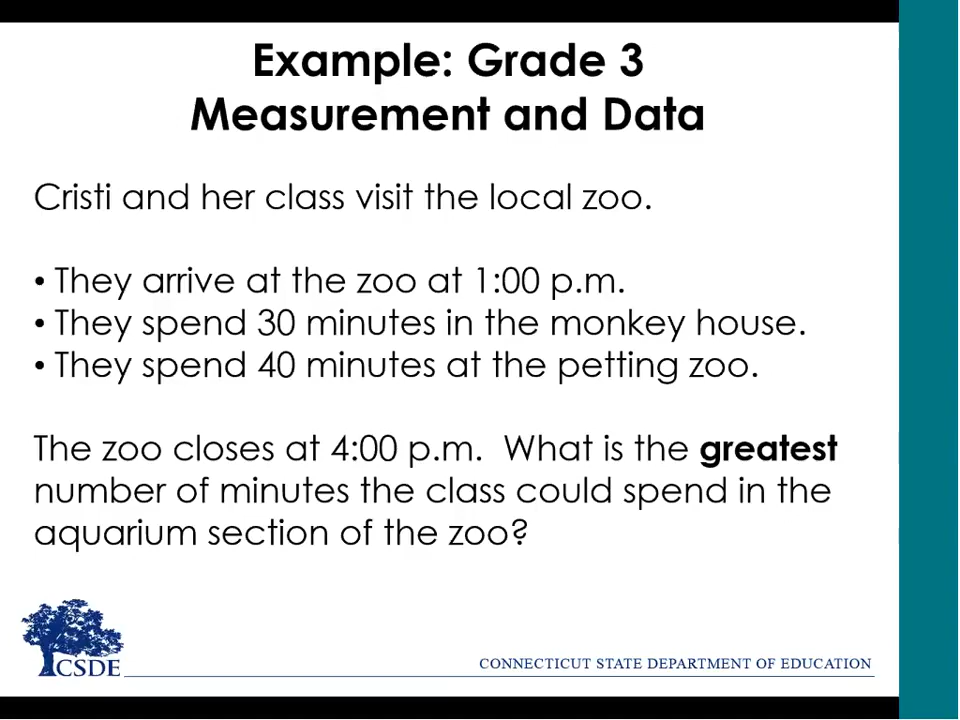 Example: Grade 3
Measurement and Data
Cristi and her class visit the local zoo.
• They arrive at the zoo at 1:00 p.m.
• They spend 30 minutes in the monkey house.
• They spend 40 minutes at the petting zoo.
The zoo closes at 4:00 p.m.  What is the greatest
number of minutes the class could spend in the
aquarium section of the zoo?
CSDE
CONNECTICUT STATE DEPARTMENT OF EDUCATION